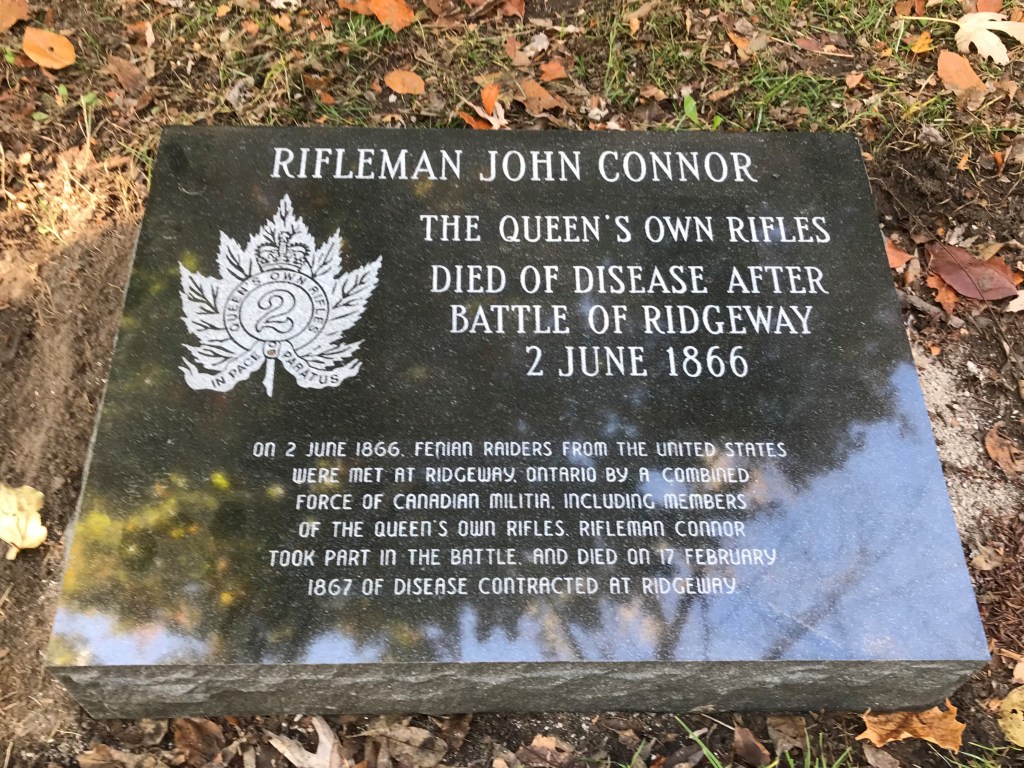 RIFLEMAN JOHN CONNOR
THE QUEEN'S OWN RIFLES
DIED OF DISEASE AFTER
BATTLE OF RIDGEWAY
2 JUNE 1866
QUEEN'S OWN RIFLES
2
IN PACE PARATUS
ON 2 JUNE 1866, FENIAN RAIDERS FROM THE UNITED STATES
WERE MET AT RIDGEWAY, ONTARIO BY A COMBINED
FORCE OF CANADIAN MILITIA, INCLUDING MEMBERS
OF THE QUEEN'S OWN RIFLES. RIFLEMAN CONNOR
TOOK PART IN THE BATTLE, AND DIED ON 17 FEBRUARY
1867 OF DISEASE CONTRACTED AT RIDGEWAY.